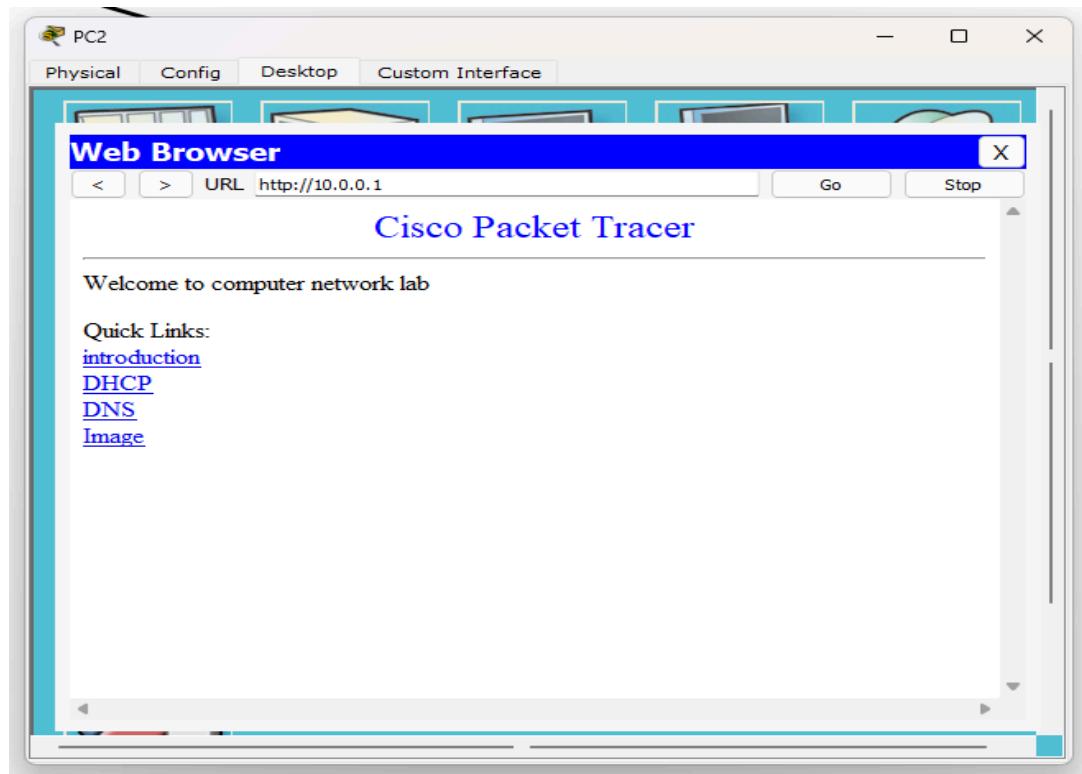 PC2
Physical Config Desktop Custom Interface
Web Browser X
< > URL http://10.0.0.1 Go Stop
Cisco Packet Tracer
Welcome to computer network lab
Quick Links:
introduction
DHCP
DNS
Image